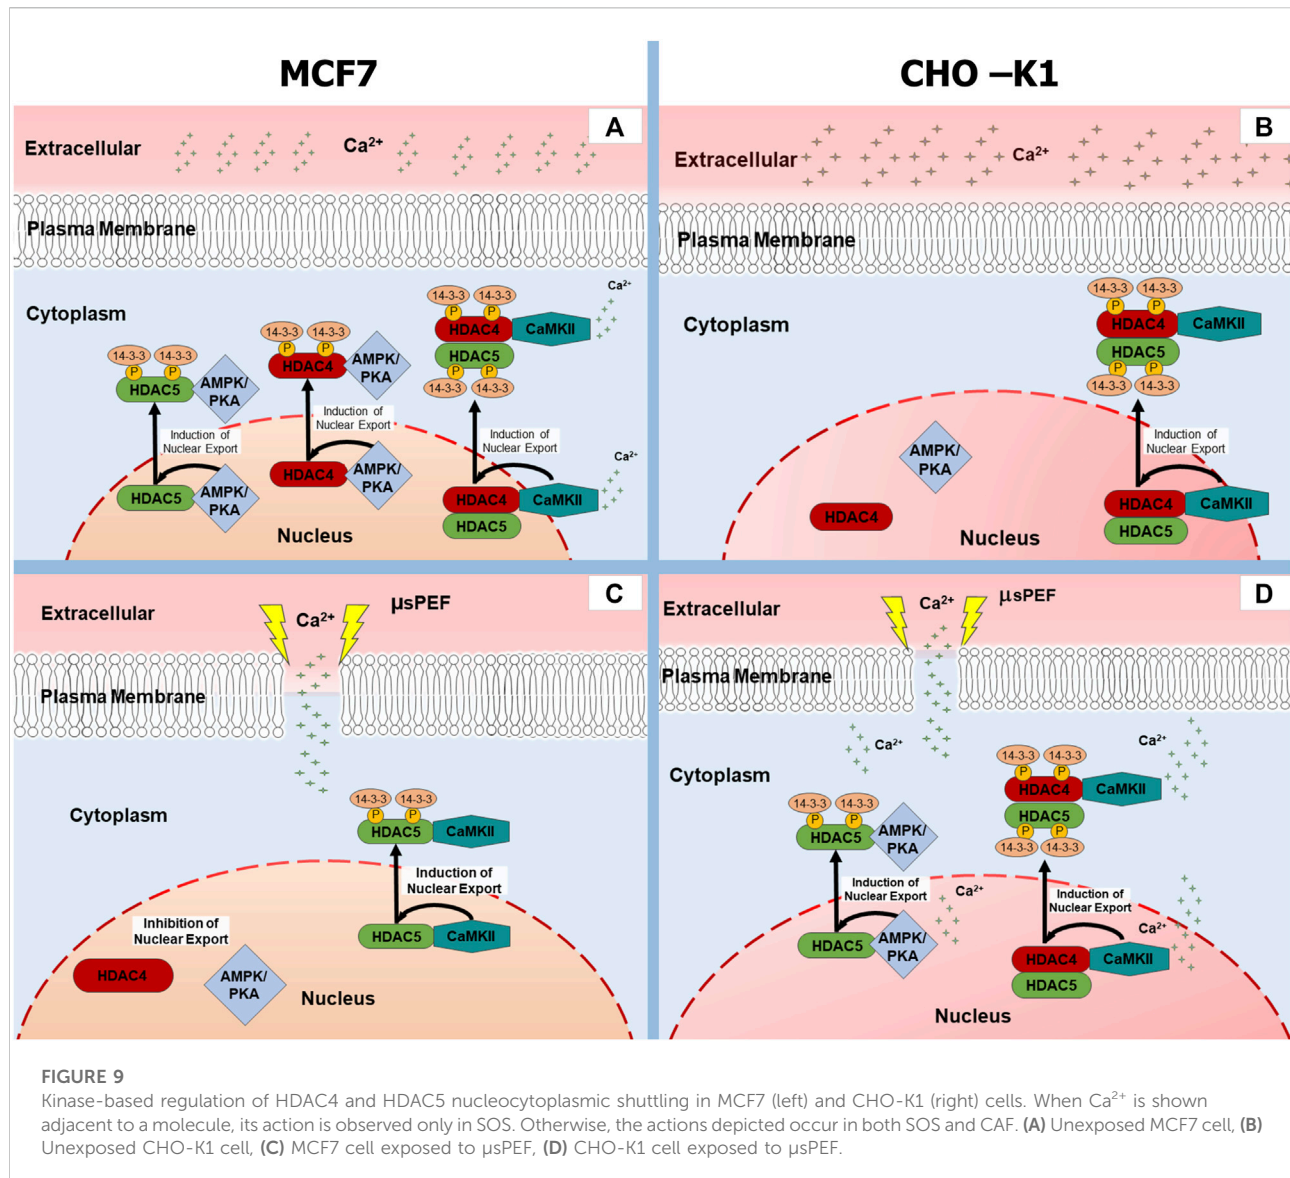 MCF7
CHO –K1
A
Extracellular
Ca²⁺
Plasma Membrane
Cytoplasm
14-3-3
14-3-3
P
P
HDAC5
AMPK/
PKA
Induction of
Nuclear Export
HDAC5
AMPK/
PKA
14-3-3
14-3-3
P
P
HDAC4
AMPK/
PKA
Induction of
Nuclear Export
HDAC4
AMPK/
PKA
14-3-3
14-3-3
P
P
HDAC4
CaMKII
HDAC5
P
P
14-3-3
14-3-3
Ca²⁺
Induction of
Nuclear Export
Ca²⁺
HDAC4
CaMKII
HDAC5
Nucleus
B
Extracellular
Ca²⁺
Plasma Membrane
Cytoplasm
14-3-3
14-3-3
P
P
HDAC4
CaMKII
HDAC5
P
P
14-3-3
14-3-3
Induction of
Nuclear Export
AMPK/
PKA
HDAC4
HDAC4
CaMKII
HDAC5
Nucleus
C
Extracellular
Ca²⁺
µsPEF
Plasma Membrane
Cytoplasm
14-3-3
14-3-3
P
P
HDAC5
CaMKII
Induction of
Nuclear Export
HDAC5
CaMKII
Inhibition of
Nuclear Export
HDAC4
AMPK/
PKA
Nucleus
D
Extracellular
Ca²⁺
µsPEF
Plasma Membrane
Ca²⁺
Ca²⁺
Cytoplasm
14-3-3
14-3-3
P
P
HDAC5
AMPK/
PKA
Induction of
Nuclear Export
Ca²⁺
HDAC5
AMPK/
PKA
14-3-3
14-3-3
P
P
HDAC4
CaMKII
HDAC5
P
P
14-3-3
14-3-3
Induction of
Nuclear Export
Ca²⁺
HDAC4
CaMKII
HDAC5
Nucleus
FIGURE 9
Kinase-based regulation of HDAC4 and HDAC5 nucleocytoplasmic shuttling in MCF7 (left) and CHO-K1 (right) cells. When Ca²⁺ is shown
adjacent to a molecule, its action is observed only in SOS. Otherwise, the actions depicted occur in both SOS and CAF. (A) Unexposed MCF7 cell, (B)
Unexposed CHO-K1 cell, (C) MCF7 cell exposed to µsPEF, (D) CHO-K1 cell exposed to µsPEF.